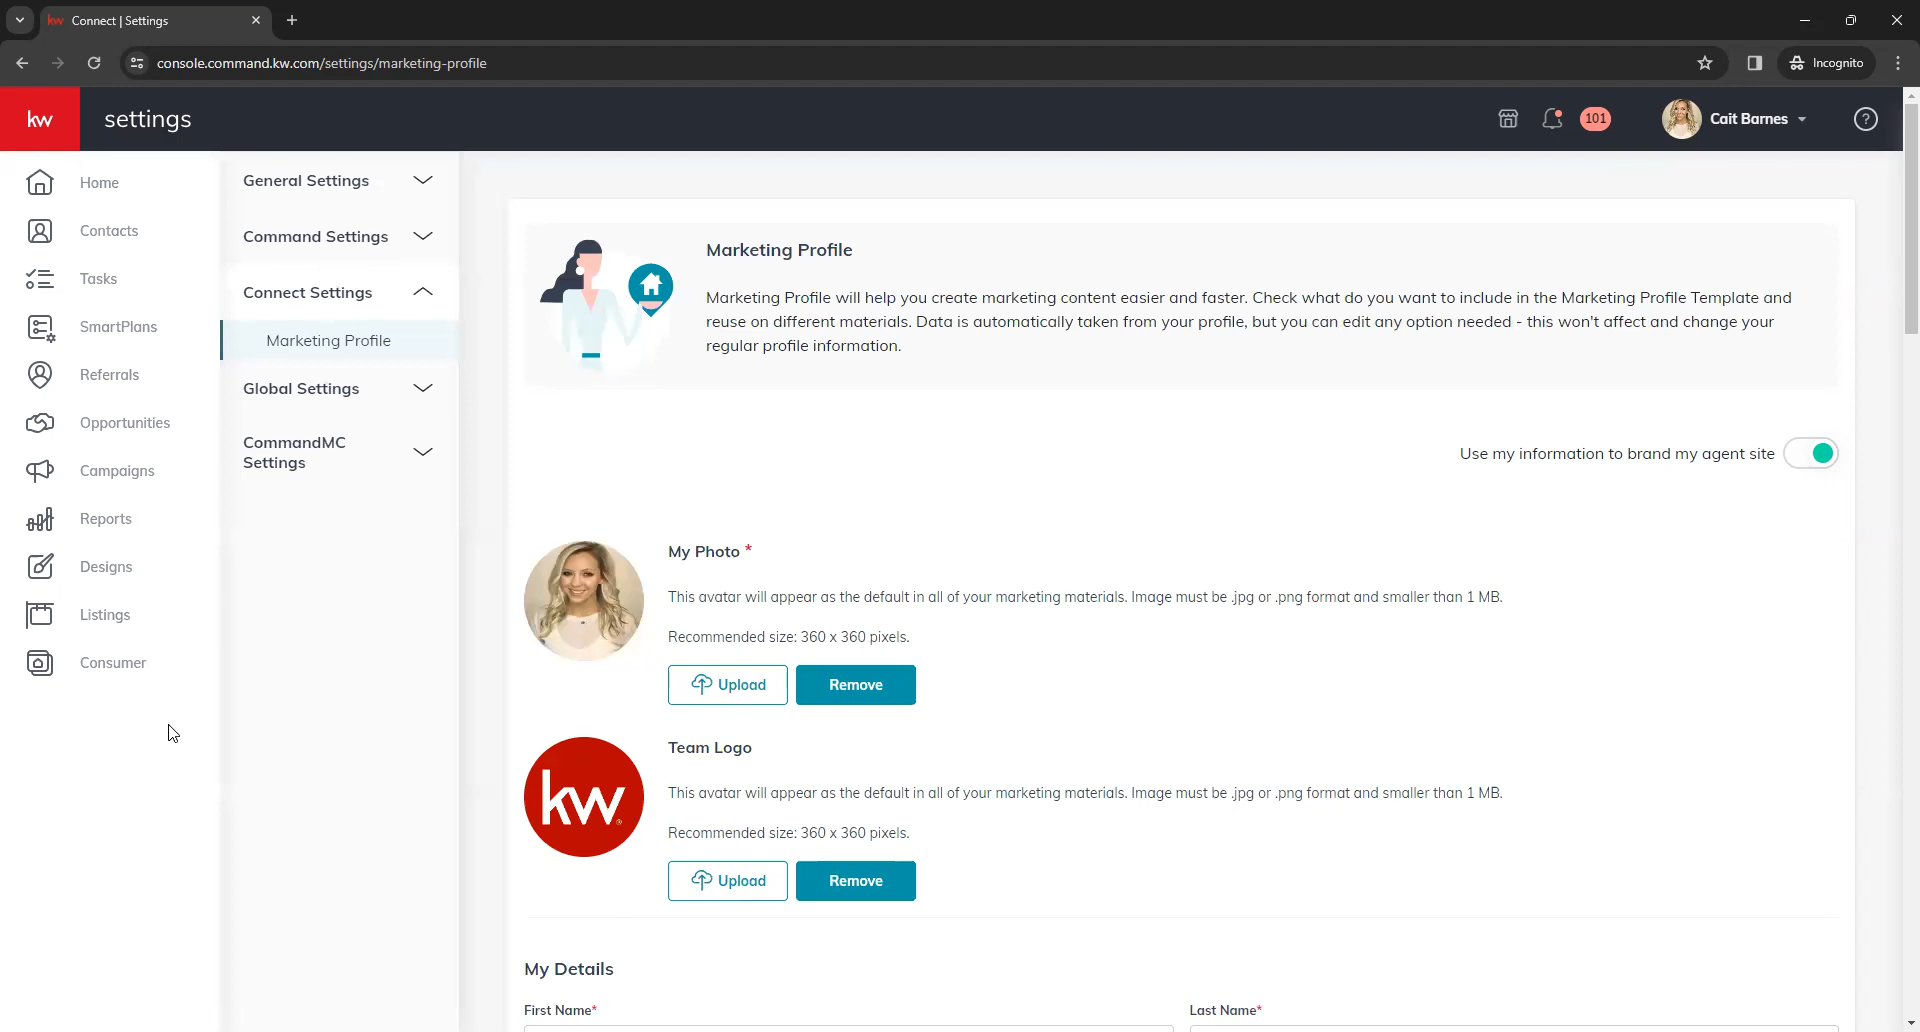 Connect | Settings
console.command.kw.com/settings/marketing-profile
Incognito
kw
settings
101
Cait Barnes
?
Home
Contacts
Tasks
SmartPlans
Referrals
Opportunities
Campaigns
Reports
Designs
Listings
Consumer
General Settings
Command Settings
Connect Settings
Marketing Profile
Global Settings
CommandMC
Settings
Marketing Profile
Marketing Profile will help you create marketing content easier and faster. Check what do you want to include in the Marketing Profile Template and
reuse on different materials. Data is automatically taken from your profile, but you can edit any option needed - this won't affect and change your
regular profile information.
Use my information to brand my agent site
My Photo *
This avatar will appear as the default in all of your marketing materials. Image must be .jpg or .png format and smaller than 1 MB.
Recommended size: 360 x 360 pixels.
Upload
Remove
kw
Team Logo
This avatar will appear as the default in all of your marketing materials. Image must be .jpg or .png format and smaller than 1 MB.
Recommended size: 360 x 360 pixels.
Upload
Remove
My Details
First Name*
Last Name*